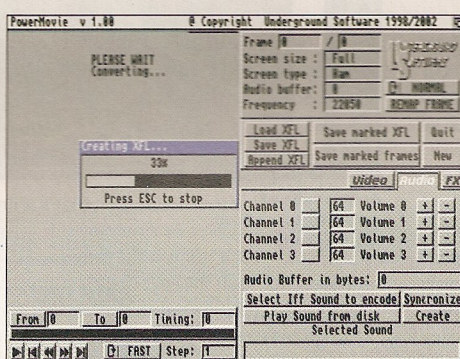 PowerMovie v 1.00 © Copyright Underground Software 1998/2002
PLEASE WAIT
Converting...
Creating XFL...
33%
Press ESC to stop
From 0 To 0 Timing: 0
FAST Step: 1
Frame 0 / 0
Screen size : Full
Screen type : Ham
Audio buffer: 0
Frequency : 22050
NORMAL
REMAP FRAME
Load XFL
Save XFL
Append XFL
Save marked XFL
Save marked frames
Quit
New
Video Audio FX
Channel 0 64 Volume 0 + -
Channel 1 64 Volume 1 + -
Channel 2 64 Volume 2 + -
Channel 3 64 Volume 3 + -
Audio Buffer in bytes: 0
Select Iff Sound to encode Syncronize
Play Sound from disk Create
Selected Sound